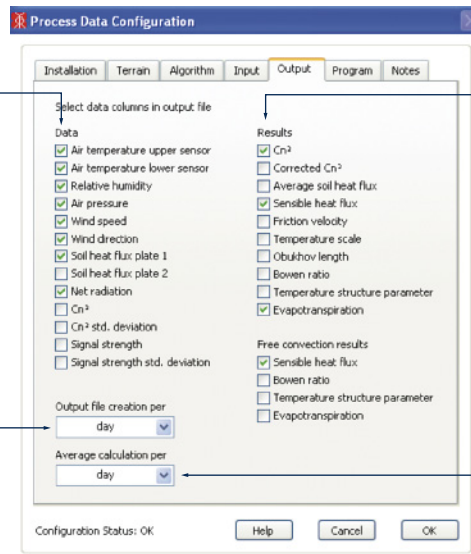 Process Data Configuration
Installation Terrain Algorithm Input Output Program Notes
Select data columns in output file
Data
Air temperature upper sensor
Air temperature lower sensor
Relative humidity
Air pressure
Wind speed
Wind direction
Soil heat flux plate 1
Soil heat flux plate 2
Net radiation
Cn²
Cn² std. deviation
Signal strength
Signal strength std. deviation
Output file creation per
day
Average calculation per
day
Results
Cn²
Corrected Cn²
Average soil heat flux
Sensible heat flux
Friction velocity
Temperature scale
Obukhov length
Bowen ratio
Temperature structure parameter
Evapotranspiration
Free convection results
Sensible heat flux
Bowen ratio
Temperature structure parameter
Evapotranspiration
Configuration Status: OK
Help Cancel OK